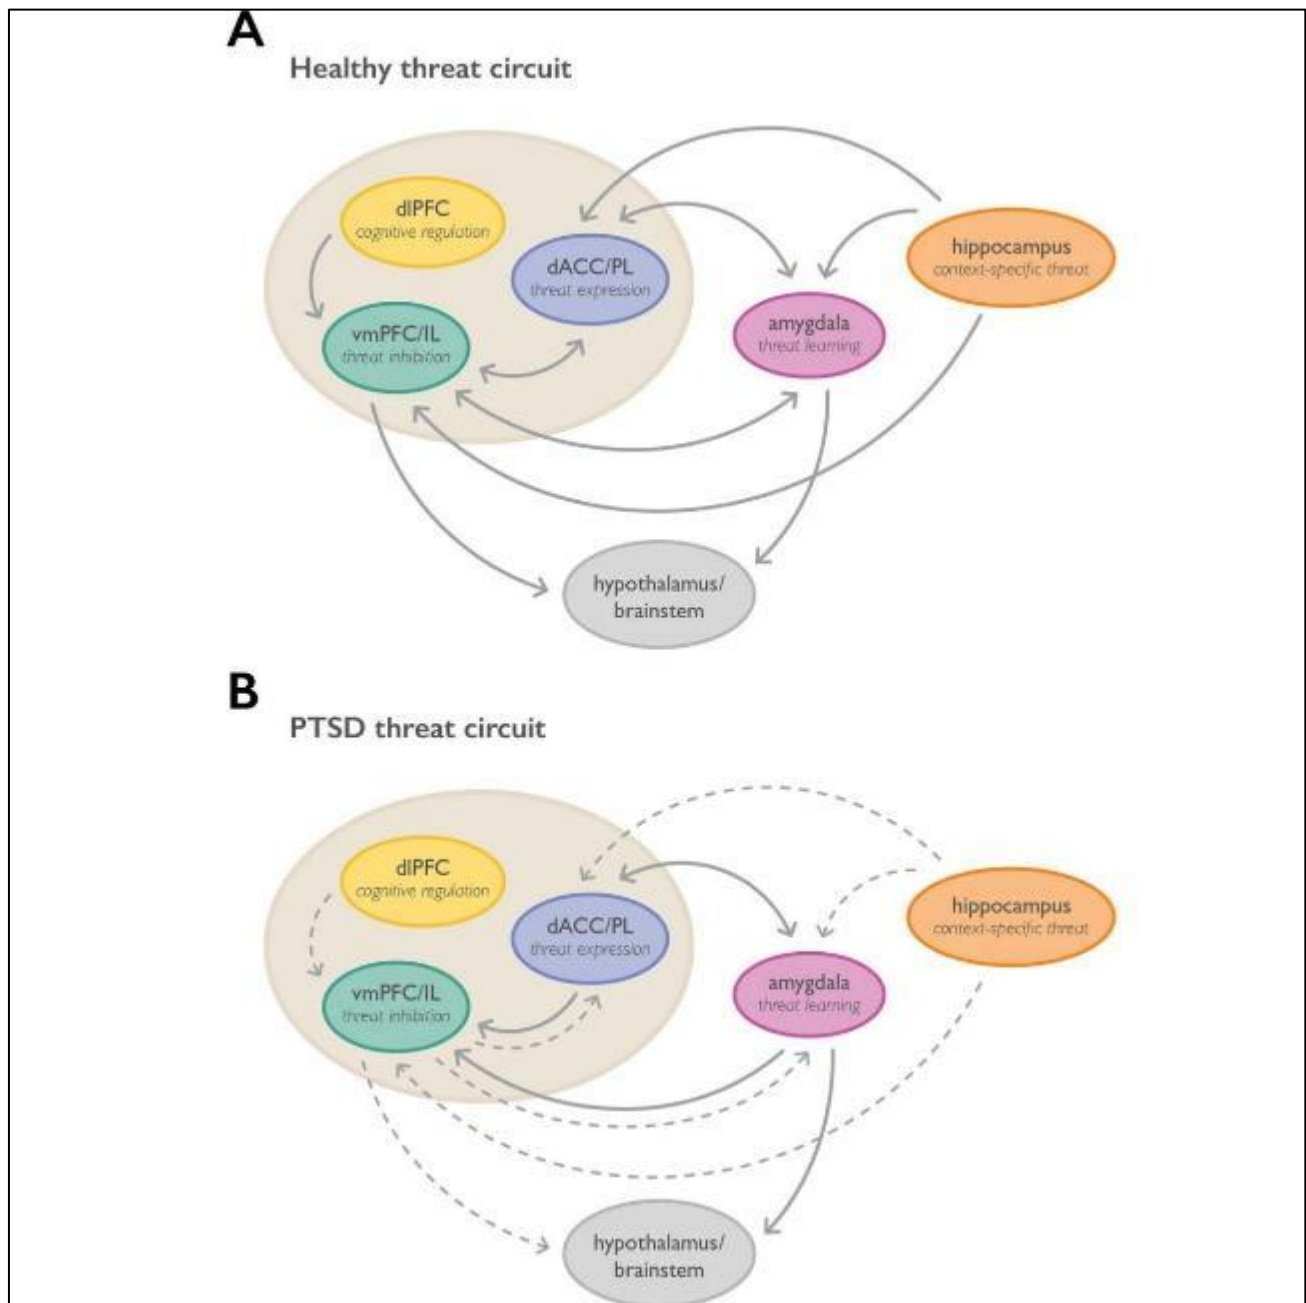 A
Healthy threat circuit
dlPFC
cognitive regulation
dACC/PL
threat expression
hippocampus
context-specific threat
vmPFC/IL
threat inhibition
amygdala
threat learning
hypothalamus/
brainstem
B
PTSD threat circuit
dlPFC
cognitive regulation
dACC/PL
threat expression
hippocampus
context-specific threat
vmPFC/IL
threat inhibition
amygdala
threat learning
hypothalamus/
brainstem